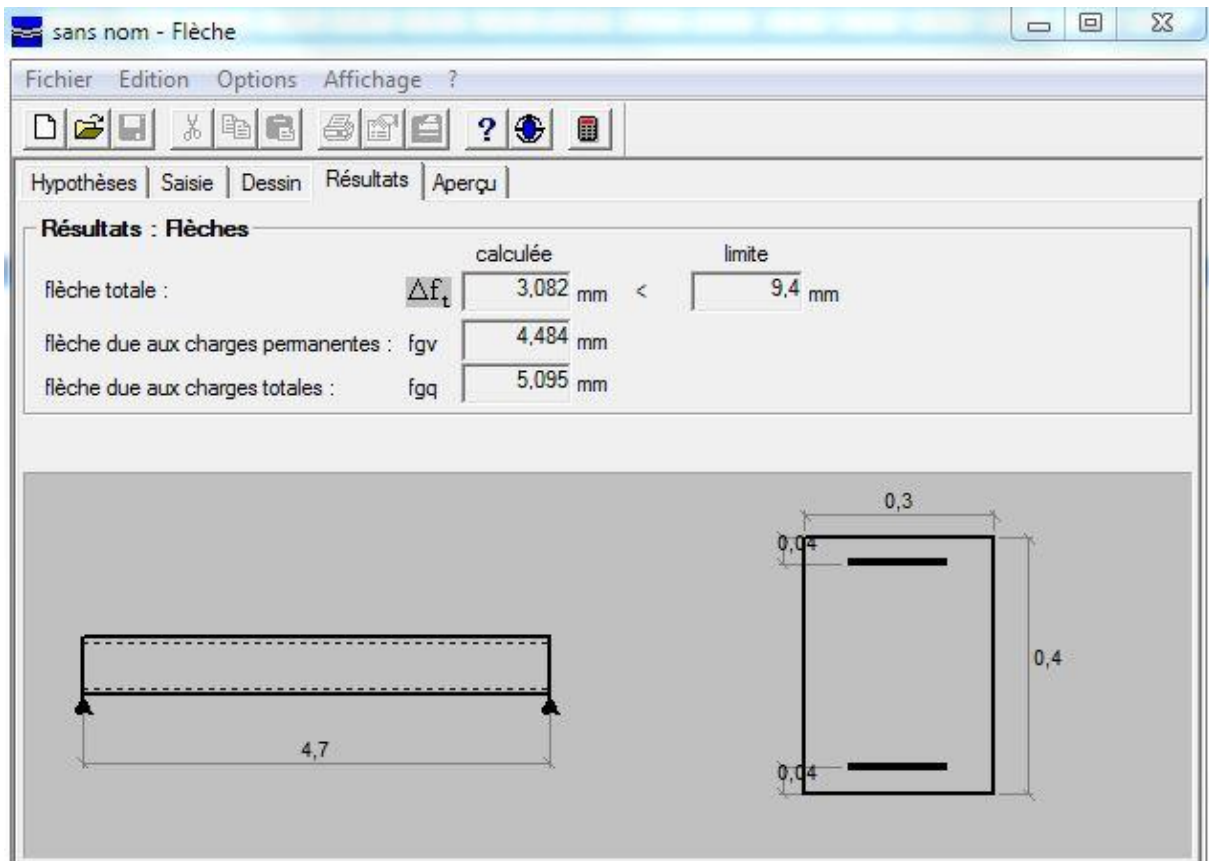 sans nom - Flèche
Fichier Edition Options Affichage ?
Hypothèses Saisie Dessin Résultats Aperçu
Résultats : Flèches
calculée limite
flèche totale : Δft 3,082 mm < 9,4 mm
flèche due aux charges permanentes : fgv 4,484 mm
flèche due aux charges totales : fgq 5,095 mm
0,3
0,04
0,4
4,7
0,04